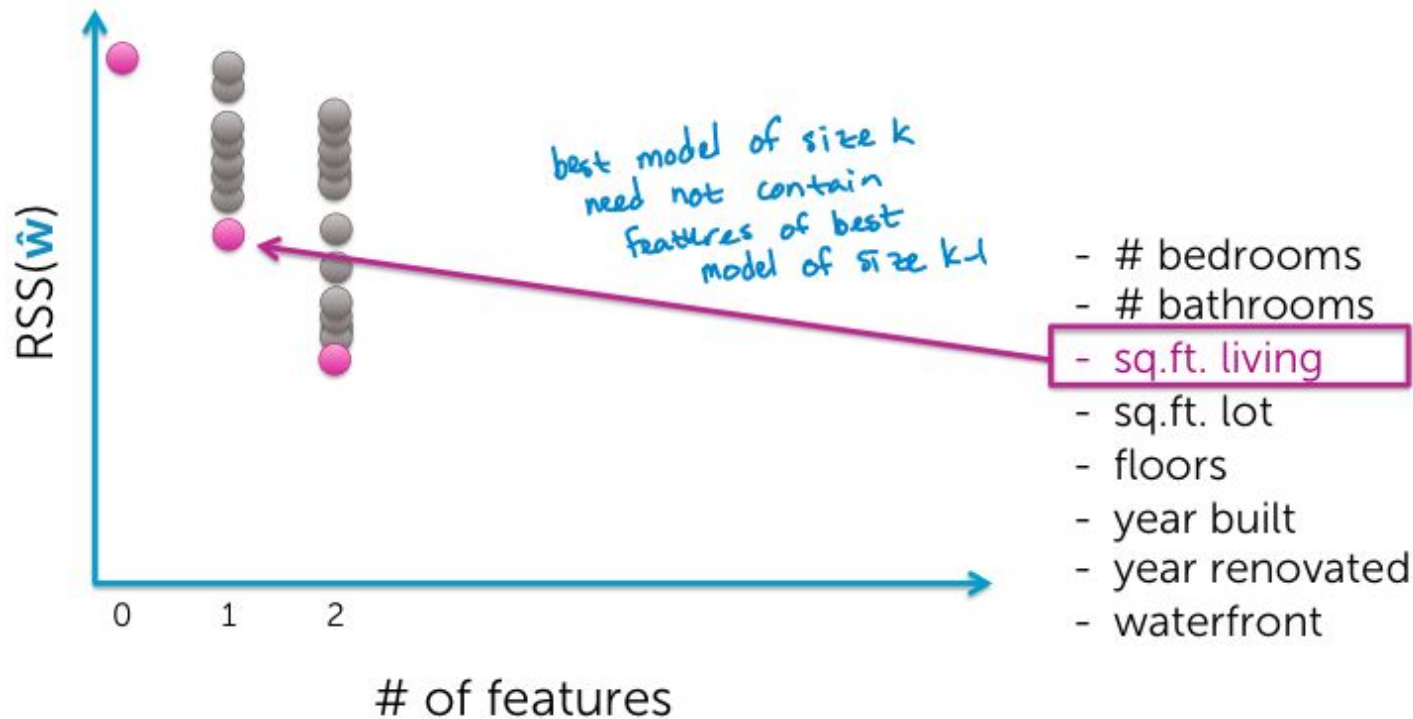 best model of size k
need not contain
features of best
model of size k-1
RSS(ŵ)
- # bedrooms
- # bathrooms
- sq.ft. living
- sq.ft. lot
- floors
- year built
- year renovated
- waterfront
0 1 2
# of features